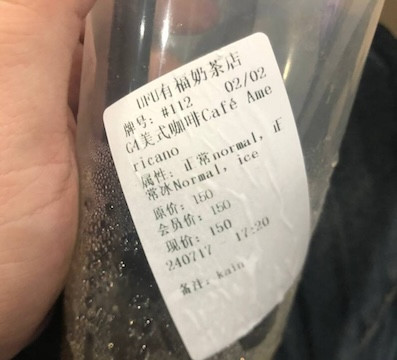 UFU有福奶茶店
牌号: #112 02/02
G4美式咖啡Café Ame
ricano
属性: 正常normal, 正
常冰Normal, ice
原价: 150
会员价: 150
现价: 150
240717 17:20
备注: kain